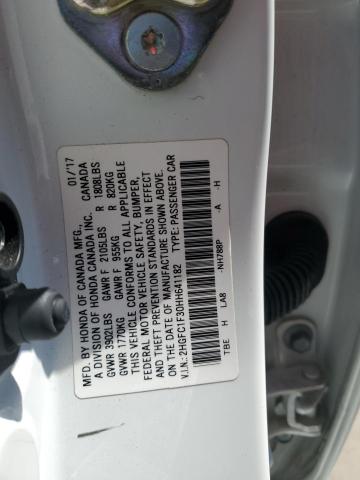 MFD. BY HONDA OF CANADA MFG., 01/'17
A DIVISION OF HONDA CANADA INC. CANADA
GVWR 3902LBS GAWR F 2105LBS R 1808LBS
GVWR 1770KG GAWR F 955KG R 820KG
THIS VEHICLE CONFORMS TO ALL APPLICABLE
FEDERAL MOTOR VEHICLE SAFETY, BUMPER,
AND THEFT PREVENTION STANDARDS IN EFFECT
ON THE DATE OF MANUFACTURE SHOWN ABOVE.
V.I.N.: 2HGFC1F30HH641182 TYPE: PASSENGER CAR
-NH788P -A -H
TBE H LA8